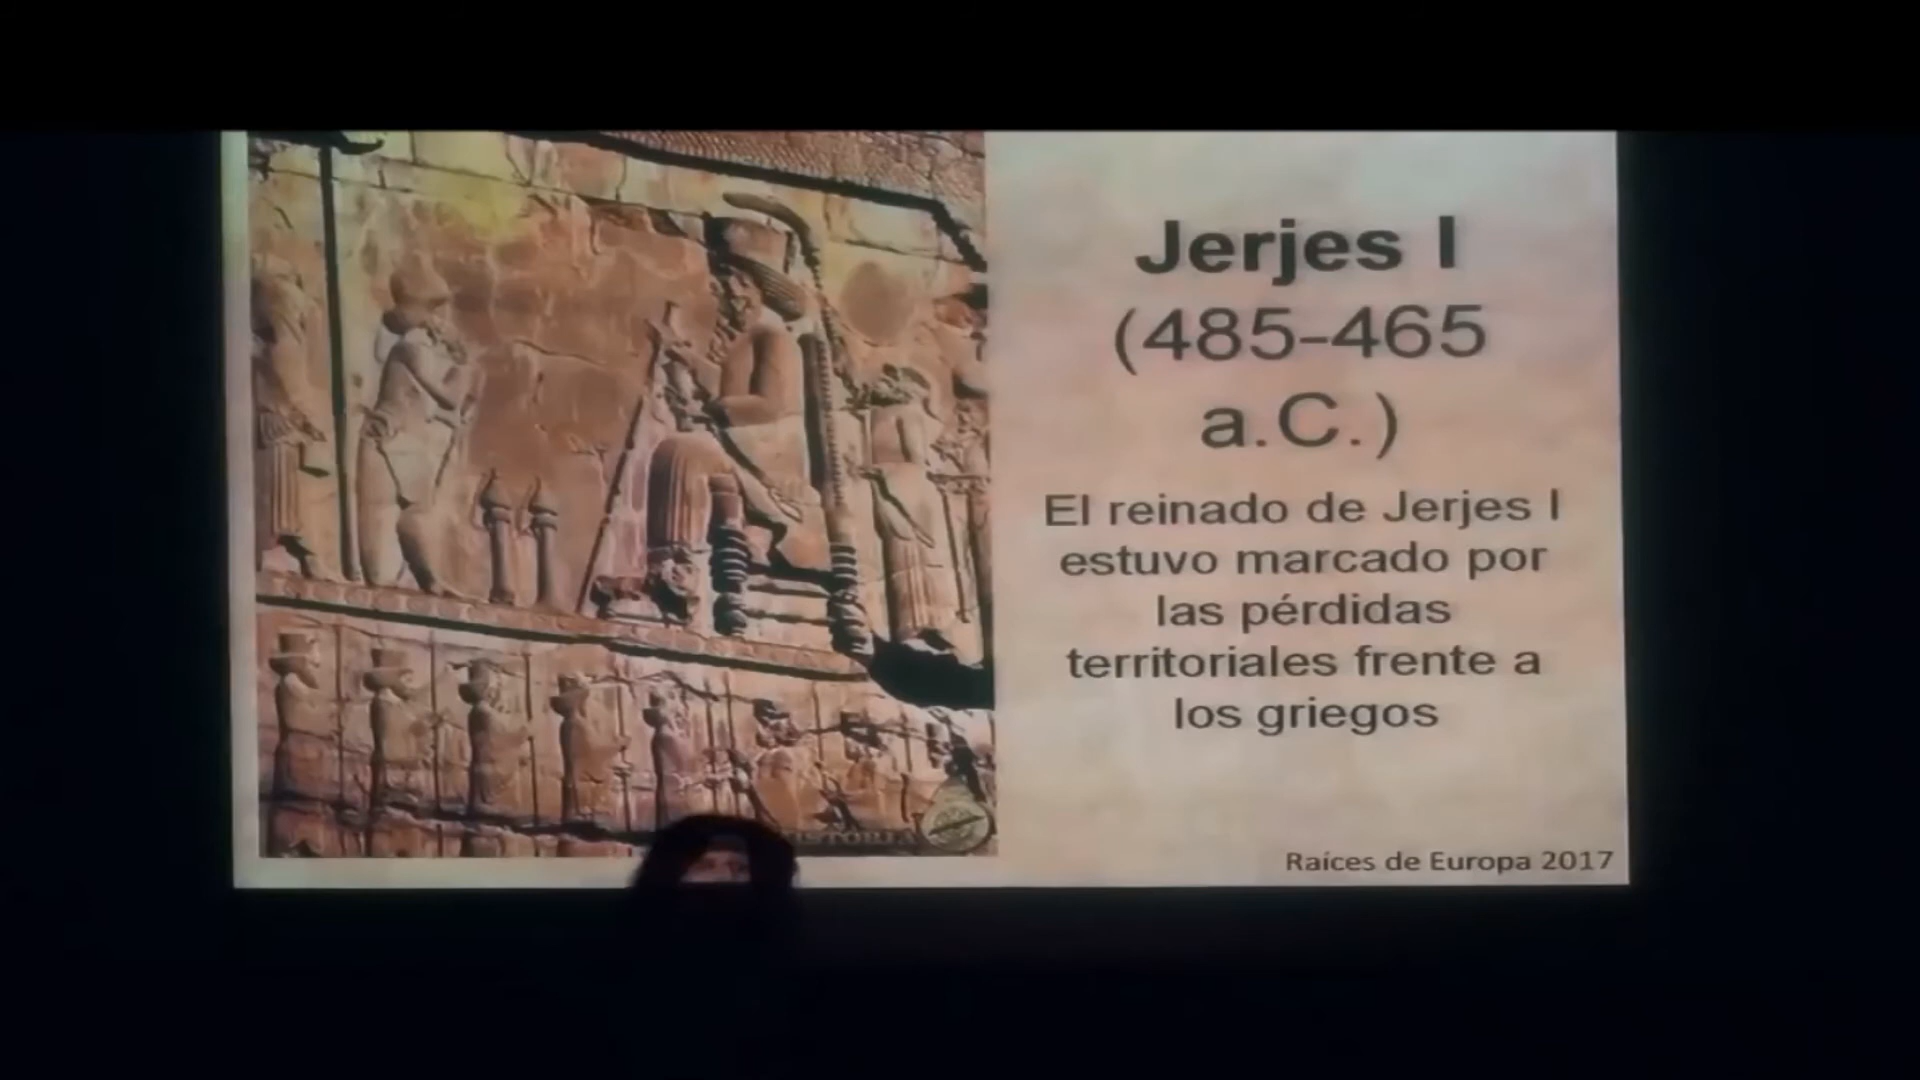 Jerjes I
(485-465
a.C.)
El reinado de Jerjes I
estuvo marcado por
las pérdidas
territoriales frente a
los griegos
Raíces de Europa 2017